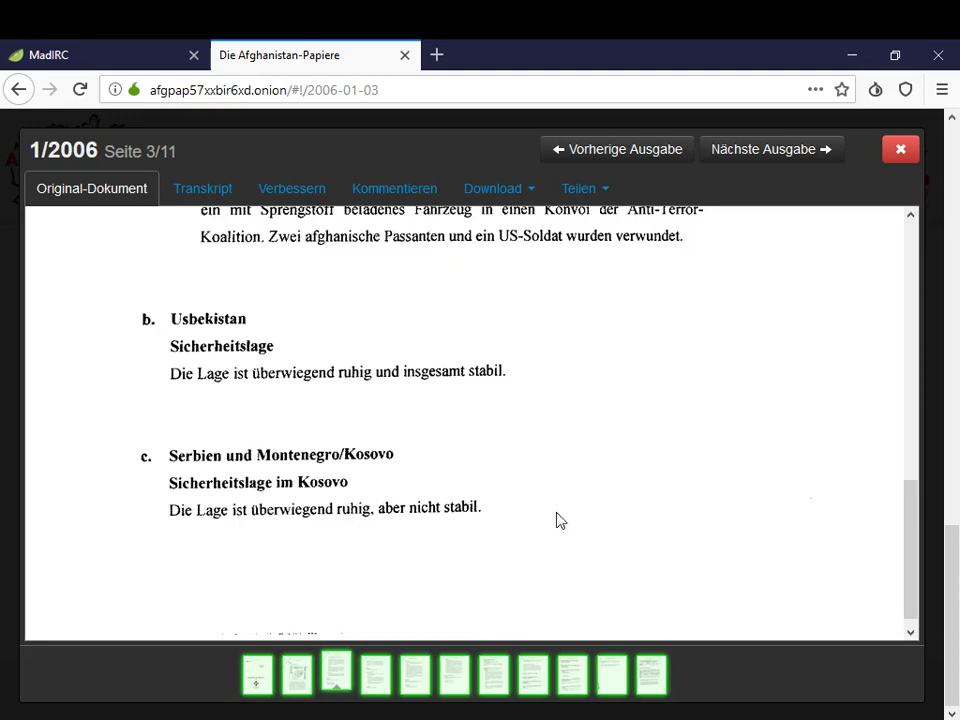 MadIRC
Die Afghanistan-Papiere
afgpap57xxbir6xd.onion/#!/2006-01-03
1/2006 Seite 3/11
Vorherige Ausgabe
Nächste Ausgabe
Original-Dokument
Transkript
Verbessern
Kommentieren
Download
Teilen
ein mit Sprengstoff beladenes Fahrzeug in einen Konvoi der Anti-Terror-
Koalition. Zwei afghanische Passanten und ein US-Soldat wurden verwundet.
b. Usbekistan
Sicherheitslage
Die Lage ist überwiegend ruhig und insgesamt stabil.
c. Serbien und Montenegro/Kosovo
Sicherheitslage im Kosovo
Die Lage ist überwiegend ruhig, aber nicht stabil.